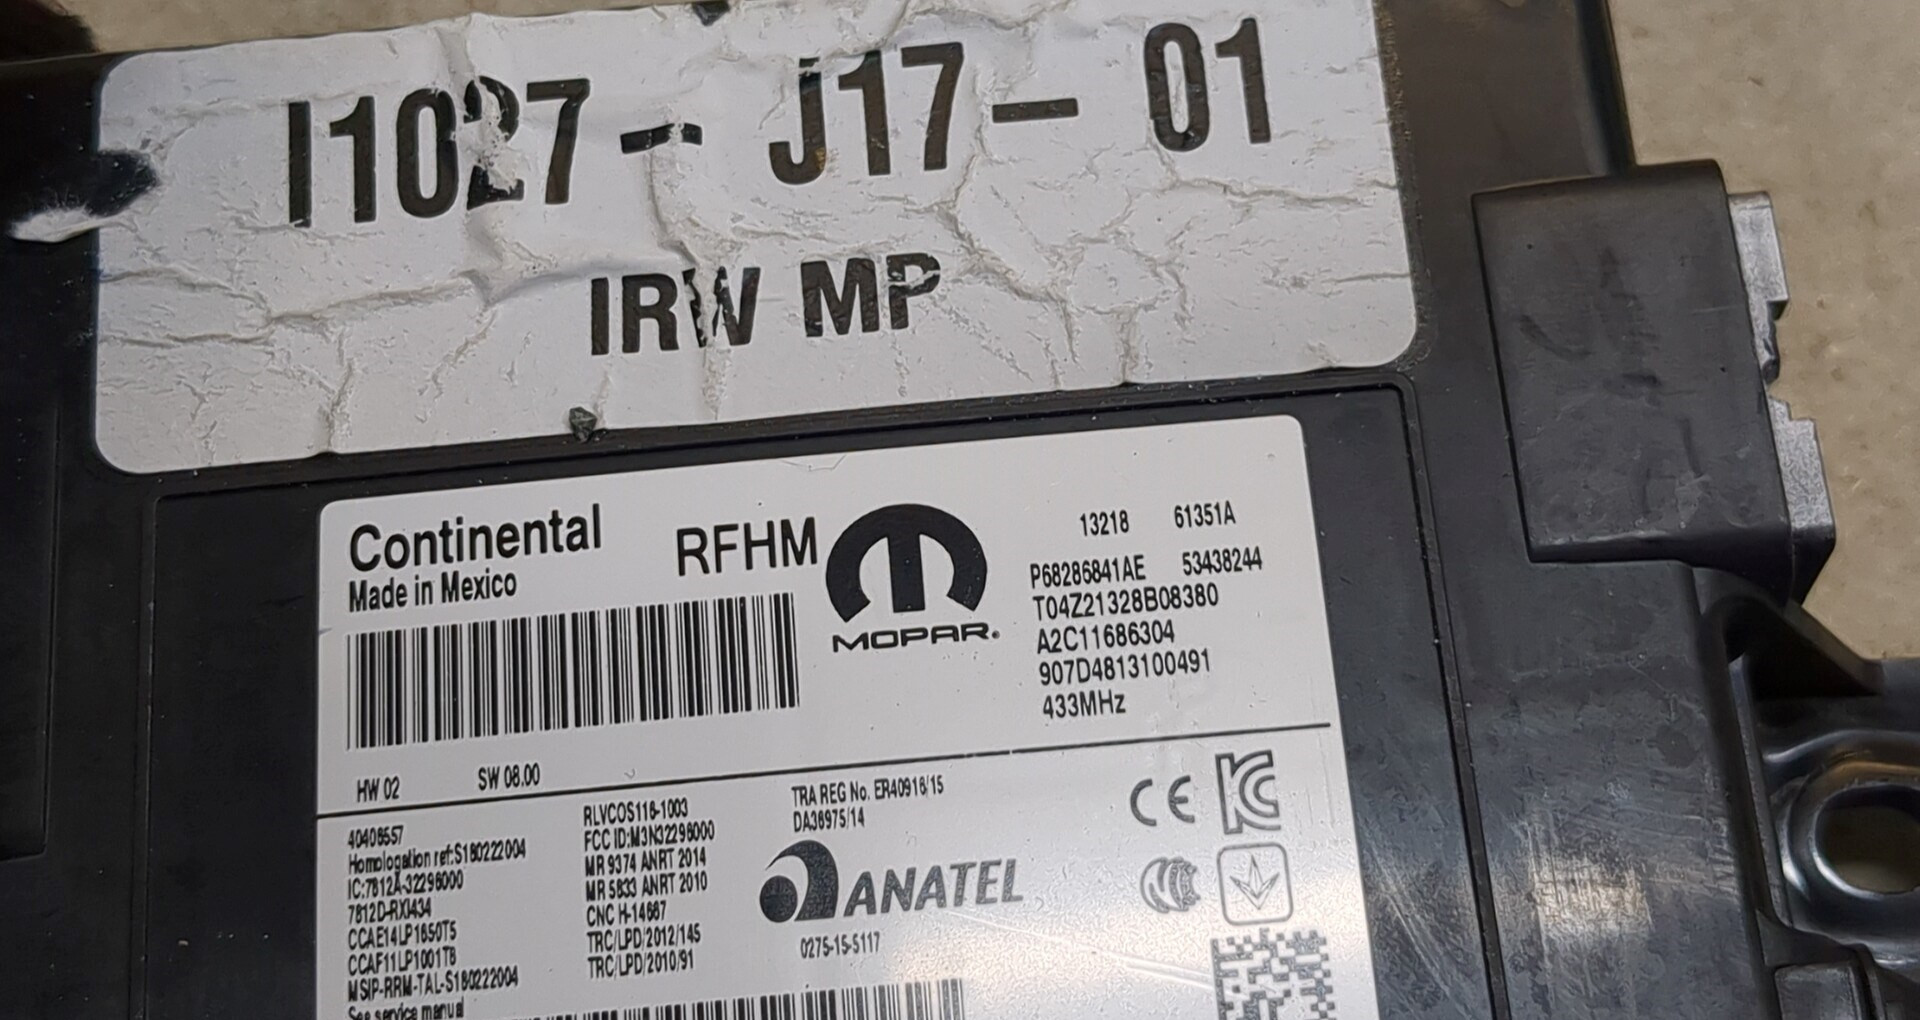 I1027- J17- 01
IRW MP
Continental
Made in Mexico
RFHM
MOPAR®
13218 61351A
P68286841AE 53438244
T04Z21328B08380
A2C11686304
907D4813100491
433MHz
HW 02 SW 08.00
40408557
Homologation ref:S180222004
IC:7812A-32296000
7812D-RXI434
CCAE14LP1650T5
CCAF11LP1001T8
MSIP-RRM-TAL-S180222004
See service manual
RLVCOS118-1003
FCC ID:M3N32296000
MR 9374 ANRT 2014
MR 5833 ANRT 2010
CNC H-14667
TRC/LPD/2012/145
TRC/LPD/2010/91
TRA REG No. ER40916/15
DA36975/14
ANATEL
0275-15-5117
CE